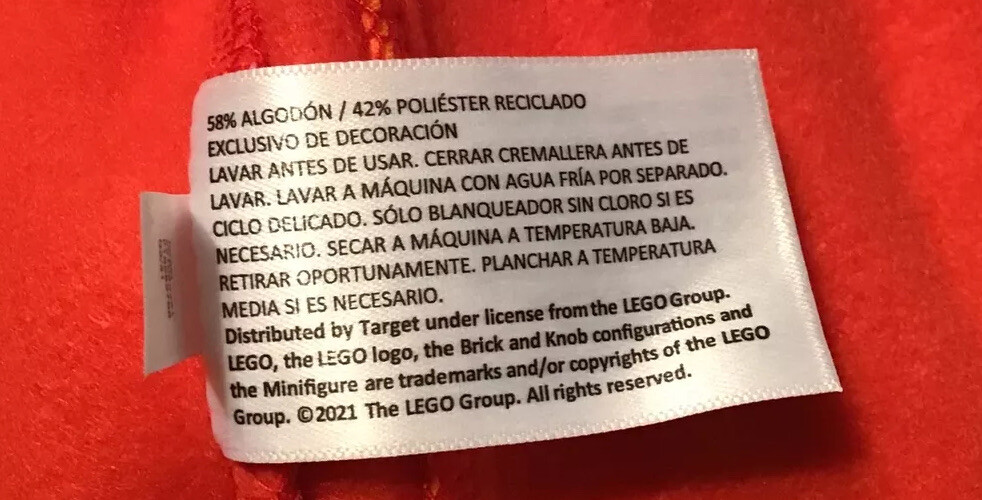 58% ALGODÓN / 42% POLIÉSTER RECICLADO
EXCLUSIVO DE DECORACIÓN
LAVAR ANTES DE USAR. CERRAR CREMALLERA ANTES DE
LAVAR. LAVAR A MÁQUINA CON AGUA FRÍA POR SEPARADO.
CICLO DELICADO. SÓLO BLANQUEADOR SIN CLORO SI ES
NECESARIO. SECAR A MÁQUINA A TEMPERATURA BAJA.
RETIRAR OPORTUNAMENTE. PLANCHAR A TEMPERATURA
MEDIA SI ES NECESARIO.
Distributed by Target under license from the LEGO Group.
LEGO, the LEGO logo, the Brick and Knob configurations and
the Minifigure are trademarks and/or copyrights of the LEGO
Group. ©2021 The LEGO Group. All rights reserved.